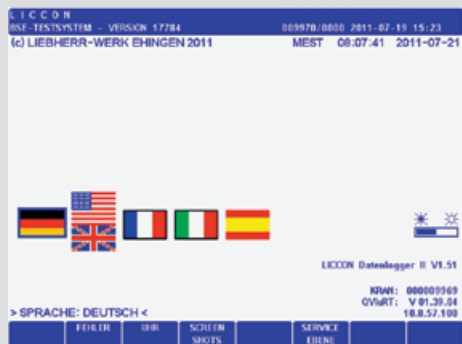 LICCON
BSE-TESTSYSTEM - VERSION 17784 009970/0000 2011-07-19 15:23
(c) LIEBHERR-WERK EHINGEN 2011 MEST 08:07:41 2011-07-21
LICCON Datenlogger II V1.51
KRAN: 000009969
QVisRT: V 01.39.04
10.0.57.100
> SPRACHE: DEUTSCH <
FEHLER UHR SCREEN SHOTS SERVICE EBENE